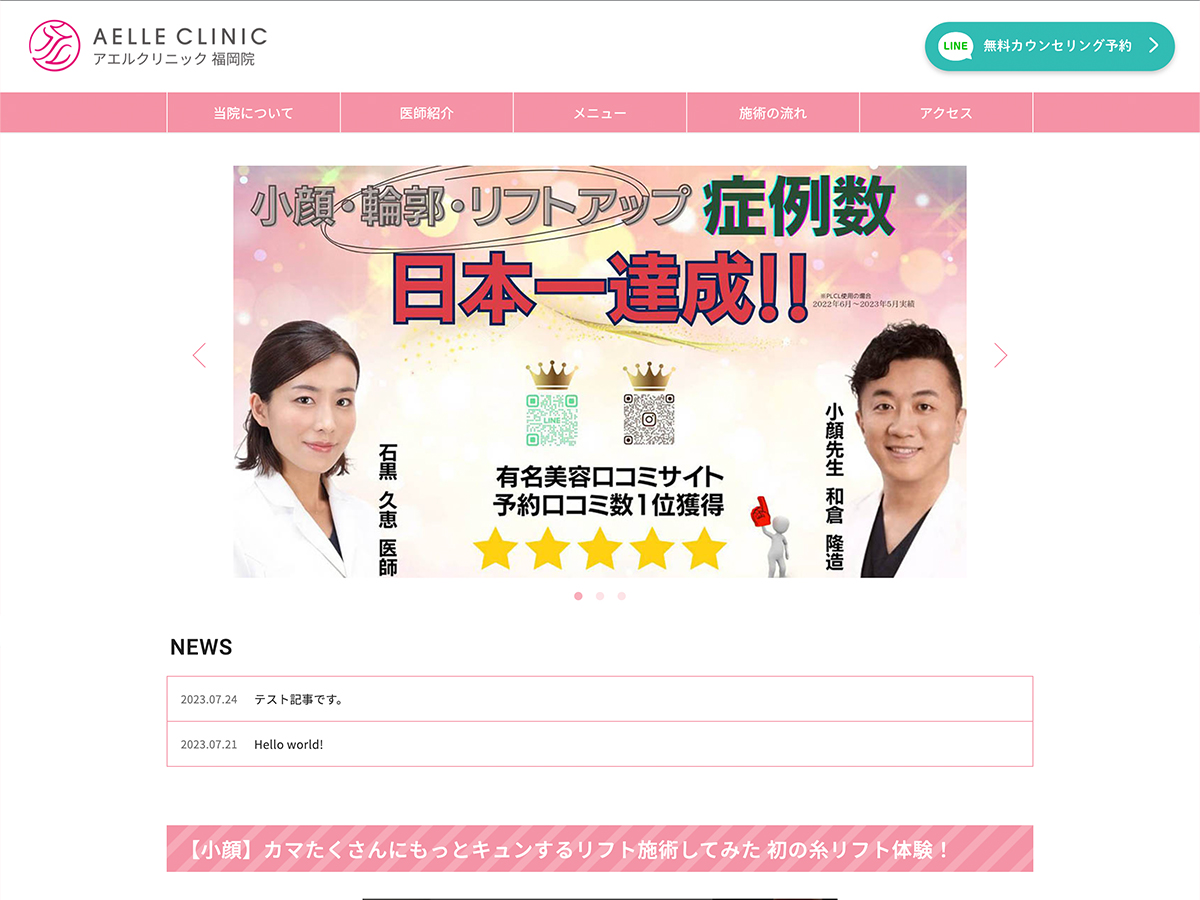 AELLE CLINIC
アエルクリニック 福岡院
LINE 無料カウンセリング予約
当院について
医師紹介
メニュー
施術の流れ
アクセス
小顔・輪郭・リフトアップ 症例数
日本一達成!!
※PLCL使用の場合
2022年6月~2023年5月実績
LINE
石黒 久恵 医師
小顔先生 和倉 隆造
有名美容口コミサイト
予約口コミ数1位獲得
NEWS
2023.07.24 テスト記事です。
2023.07.21 Hello world!
【小顔】カマたくさんにもっとキュンするリフト施術してみた 初の糸リフト体験！